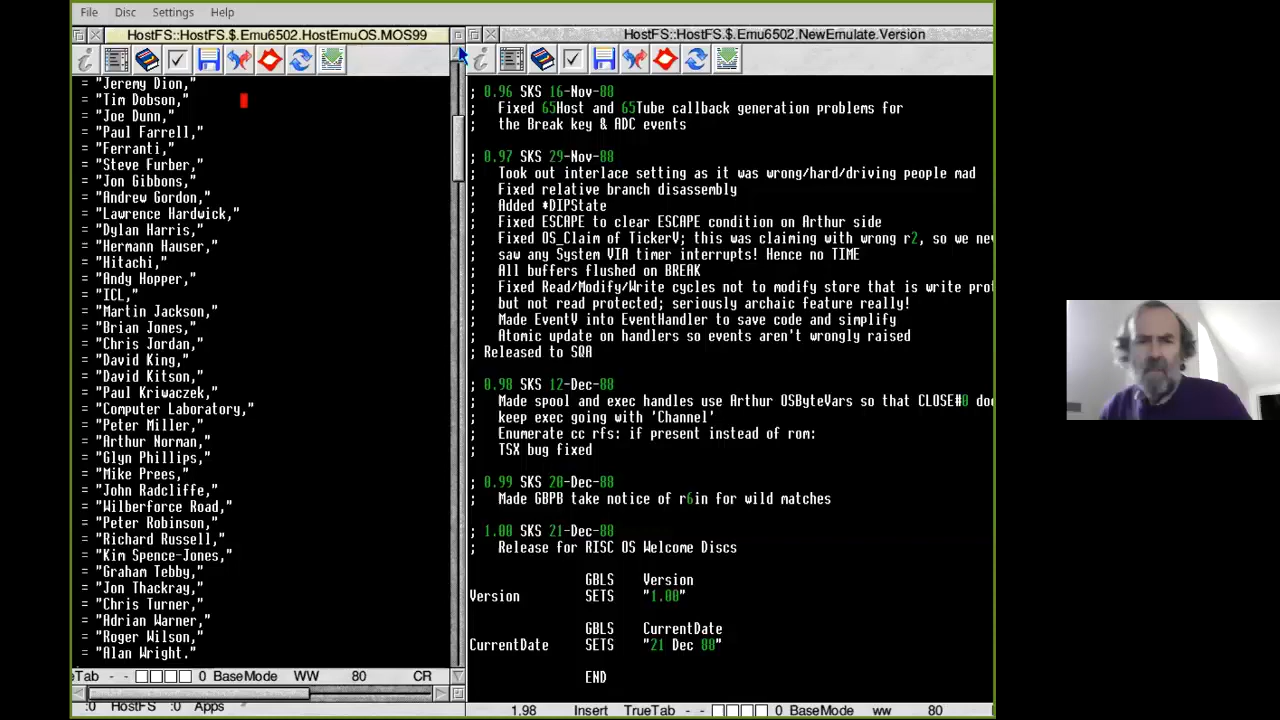 File Disc Settings Help
HostFS::HostFS.$.Emu6502.HostEmuOS.MOS99
= "Jeremy Dion,"
= "Tim Dobson,"
= "Joe Dunn,"
= "Paul Farrell,"
= "Ferranti,"
= "Steve Furber,"
= "Jon Gibbons,"
= "Andrew Gordon,"
= "Lawrence Hardwick,"
= "Dylan Harris,"
= "Hermann Hauser,"
= "Hitachi,"
= "Andy Hopper,"
= "ICL,"
= "Martin Jackson,"
= "Brian Jones,"
= "Chris Jordan,"
= "David King,"
= "David Kitson,"
= "Paul Kriwaczek,"
= "Computer Laboratory,"
= "Peter Miller,"
= "Arthur Norman,"
= "Glyn Phillips,"
= "Mike Prees,"
= "John Radcliffe,"
= "Wilberforce Road,"
= "Peter Robinson,"
= "Richard Russell,"
= "Kim Spence-Jones,"
= "Graham Tebby,"
= "Jon Thackray,"
= "Chris Turner,"
= "Adrian Warner,"
= "Roger Wilson,"
= "Alan Wright."
eTab - - 0 BaseMode WW 80 CR
:0 HostFS :0 Apps
HostFS::HostFS.$.Emu6502.NewEmulate.Version
; 0.96 SKS 16-Nov-88
; Fixed 65Host and 65Tube callback generation problems for
; the Break key & ADC events
; 0.97 SKS 29-Nov-88
; Took out interlace setting as it was wrong/hard/driving people mad
; Fixed relative branch disassembly
; Added *DIPState
; Fixed ESCAPE to clear ESCAPE condition on Arthur side
; Fixed OS_Claim of TickerV; this was claiming with wrong r2, so we nev
; saw any System VIA timer interrupts! Hence no TIME
; All buffers flushed on BREAK
; Fixed Read/Modify/Write cycles not to modify store that is write prot
; but not read protected; seriously archaic feature really!
; Made EventV into EventHandler to save code and simplify
; Atomic update on handlers so events aren't wrongly raised
; Released to SQA
; 0.98 SKS 12-Dec-88
; Made spool and exec handles use Arthur OSByteVars so that CLOSE#0 doe
; keep exec going with 'Channel'
; Enumerate cc rfs: if present instead of rom:
; TSX bug fixed
; 0.99 SKS 20-Dec-88
; Made GBPB take notice of r6in for wild matches
; 1.00 SKS 21-Dec-88
; Release for RISC OS Welcome Discs
GBLS Version
Version SETS "1.00"
GBLS CurrentDate
CurrentDate SETS "21 Dec 88"
END
1,98 Insert TrueTab - - 0 BaseMode ww 80